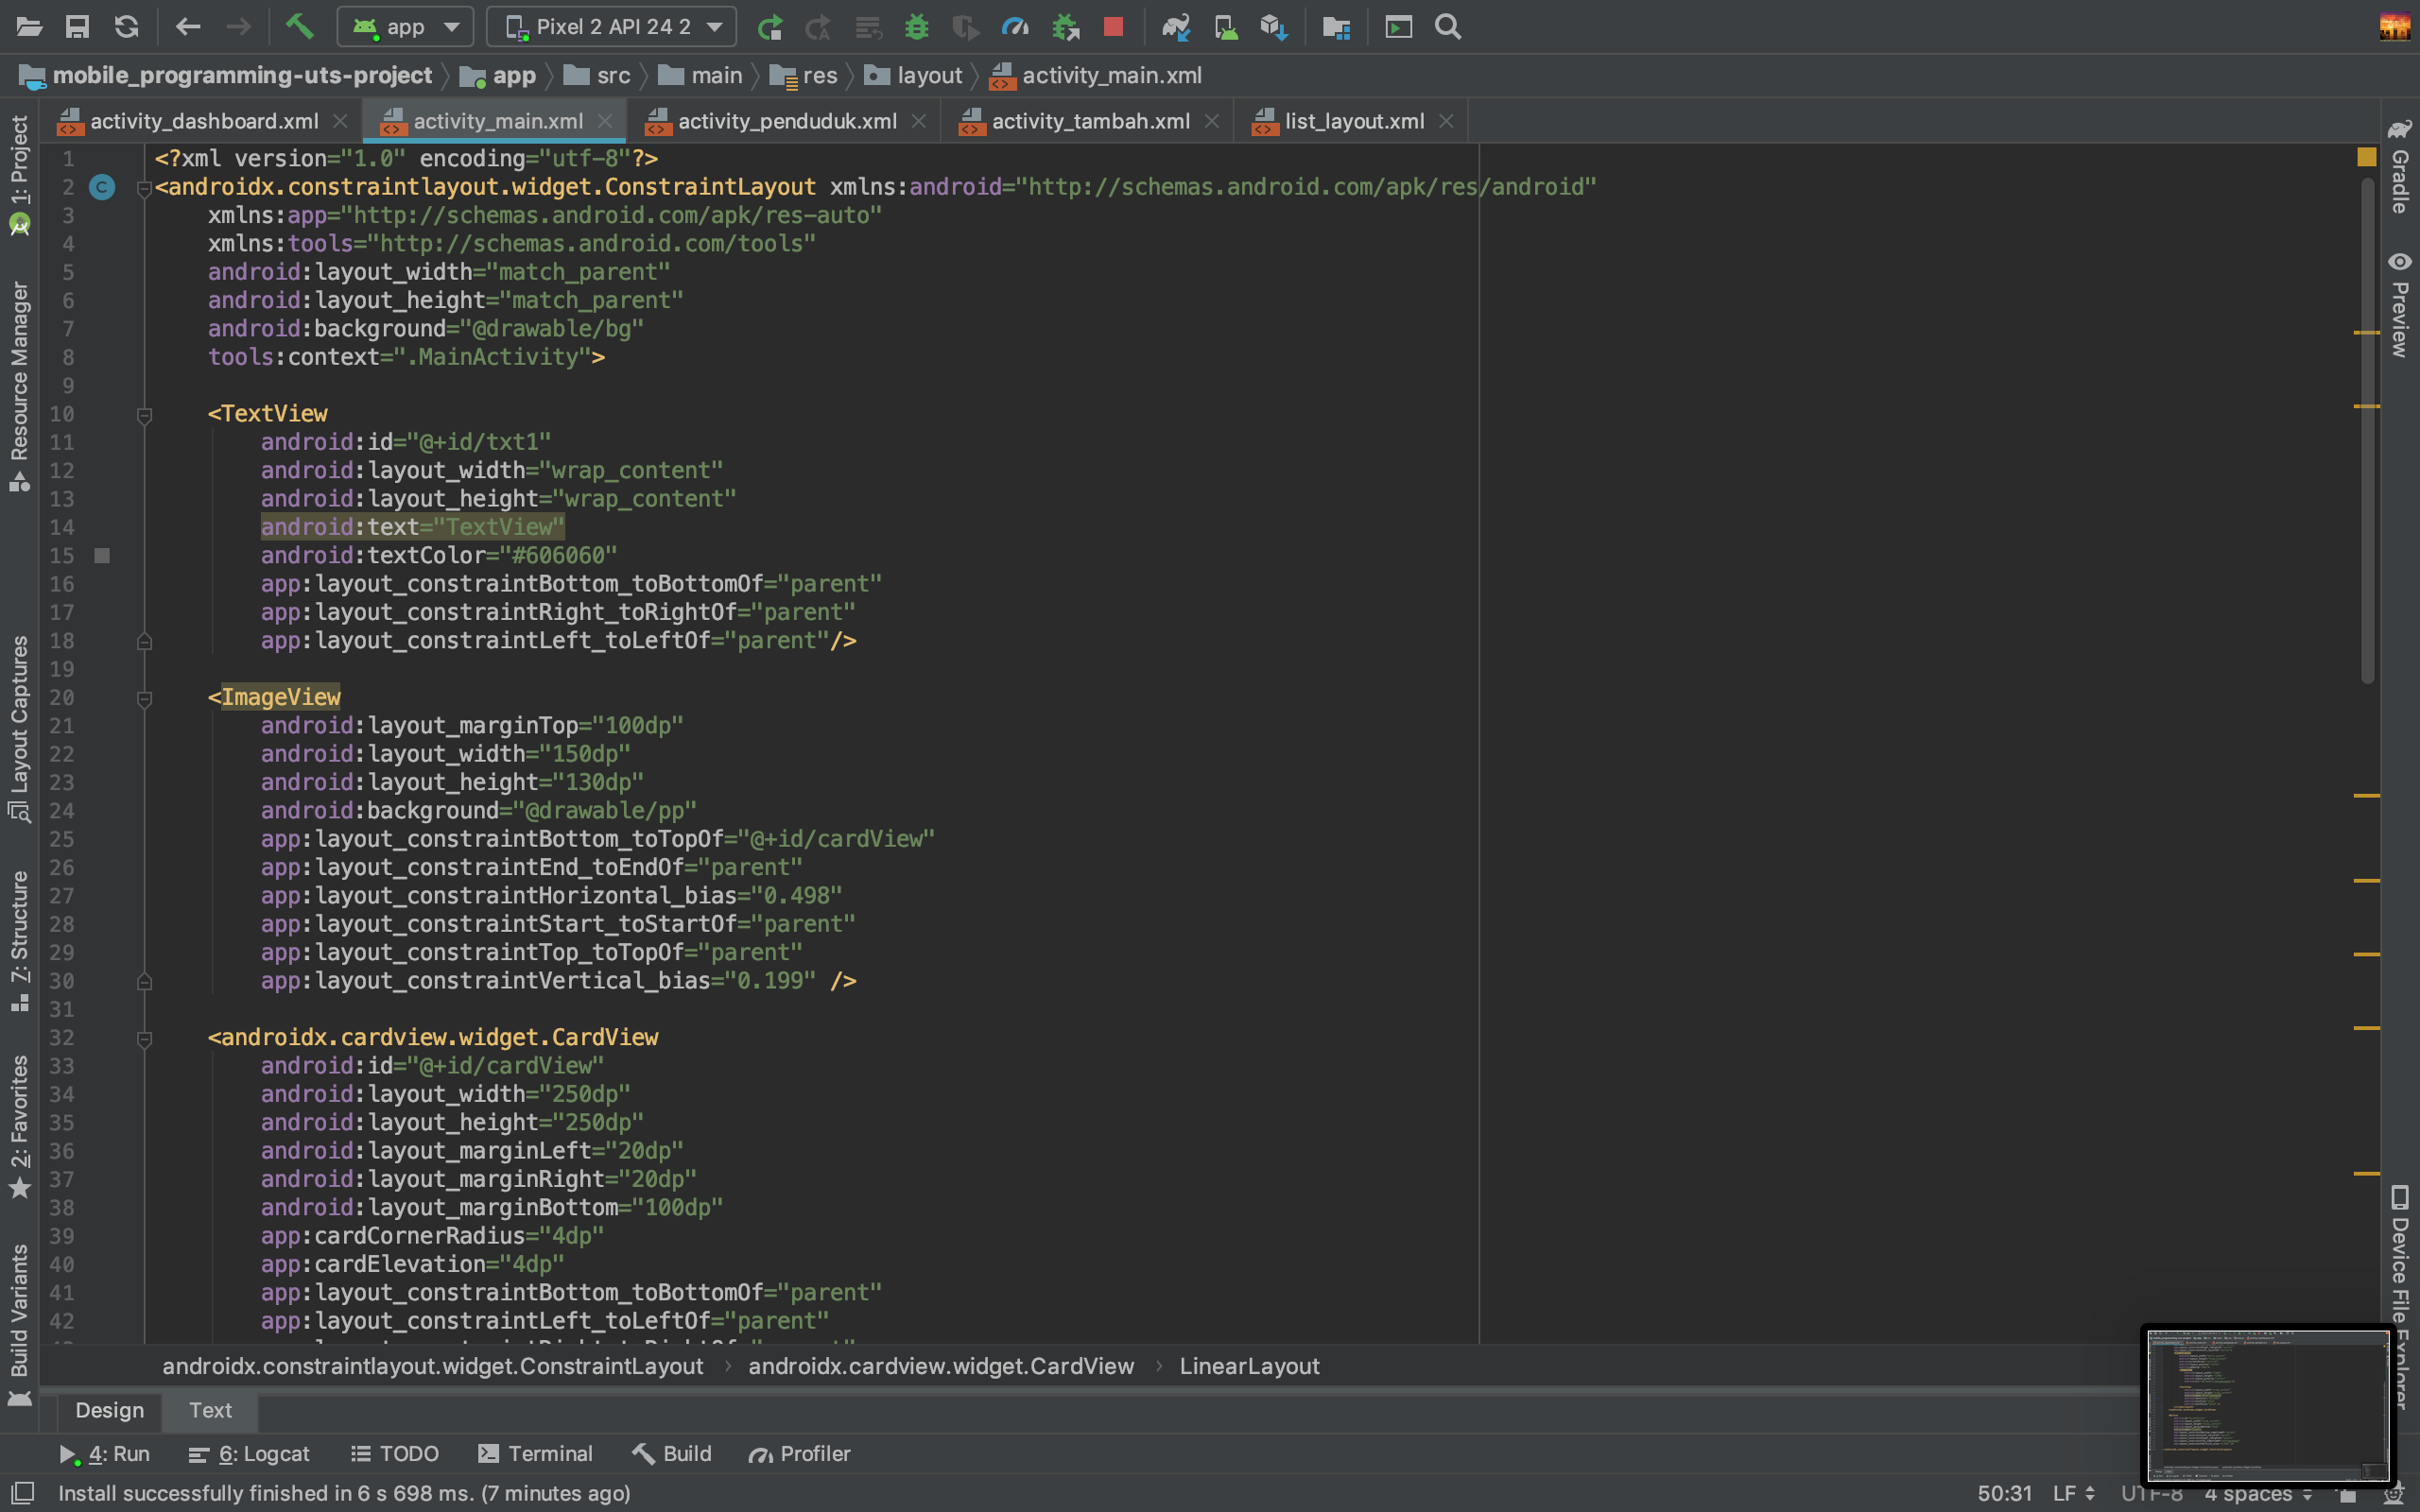 app
Pixel 2 API 24 2
mobile_programming-uts-project
app
src
main
res
layout
activity_main.xml
activity_dashboard.xml
activity_main.xml
activity_penduduk.xml
activity_tambah.xml
list_layout.xml
1: Project
Resource Manager
Layout Captures
7: Structure
2: Favorites
Build Variants
1 <?xml version="1.0" encoding="utf-8"?>
2 <androidx.constraintlayout.widget.ConstraintLayout xmlns:android="http://schemas.android.com/apk/res/android"
3 xmlns:app="http://schemas.android.com/apk/res-auto"
4 xmlns:tools="http://schemas.android.com/tools"
5 android:layout_width="match_parent"
6 android:layout_height="match_parent"
7 android:background="@drawable/bg"
8 tools:context=".MainActivity">
9
10 <TextView
11 android:id="@+id/txt1"
12 android:layout_width="wrap_content"
13 android:layout_height="wrap_content"
14 android:text="TextView"
15 android:textColor="#606060"
16 app:layout_constraintBottom_toBottomOf="parent"
17 app:layout_constraintRight_toRightOf="parent"
18 app:layout_constraintLeft_toLeftOf="parent"/>
19
20 <ImageView
21 android:layout_marginTop="100dp"
22 android:layout_width="150dp"
23 android:layout_height="130dp"
24 android:background="@drawable/pp"
25 app:layout_constraintBottom_toTopOf="@+id/cardView"
26 app:layout_constraintEnd_toEndOf="parent"
27 app:layout_constraintHorizontal_bias="0.498"
28 app:layout_constraintStart_toStartOf="parent"
29 app:layout_constraintTop_toTopOf="parent"
30 app:layout_constraintVertical_bias="0.199" />
31
32 <androidx.cardview.widget.CardView
33 android:id="@+id/cardView"
34 android:layout_width="250dp"
35 android:layout_height="250dp"
36 android:layout_marginLeft="20dp"
37 android:layout_marginRight="20dp"
38 android:layout_marginBottom="100dp"
39 app:cardCornerRadius="4dp"
40 app:cardElevation="4dp"
41 app:layout_constraintBottom_toBottomOf="parent"
42 app:layout_constraintLeft_toLeftOf="parent"
Gradle
Preview
Device File Explorer
androidx.constraintlayout.widget.ConstraintLayout
androidx.cardview.widget.CardView
LinearLayout
Design
Text
4: Run
6: Logcat
TODO
Terminal
Build
Profiler
Install successfully finished in 6 s 698 ms. (7 minutes ago)
50:31
LF
UTF-8
4 spaces